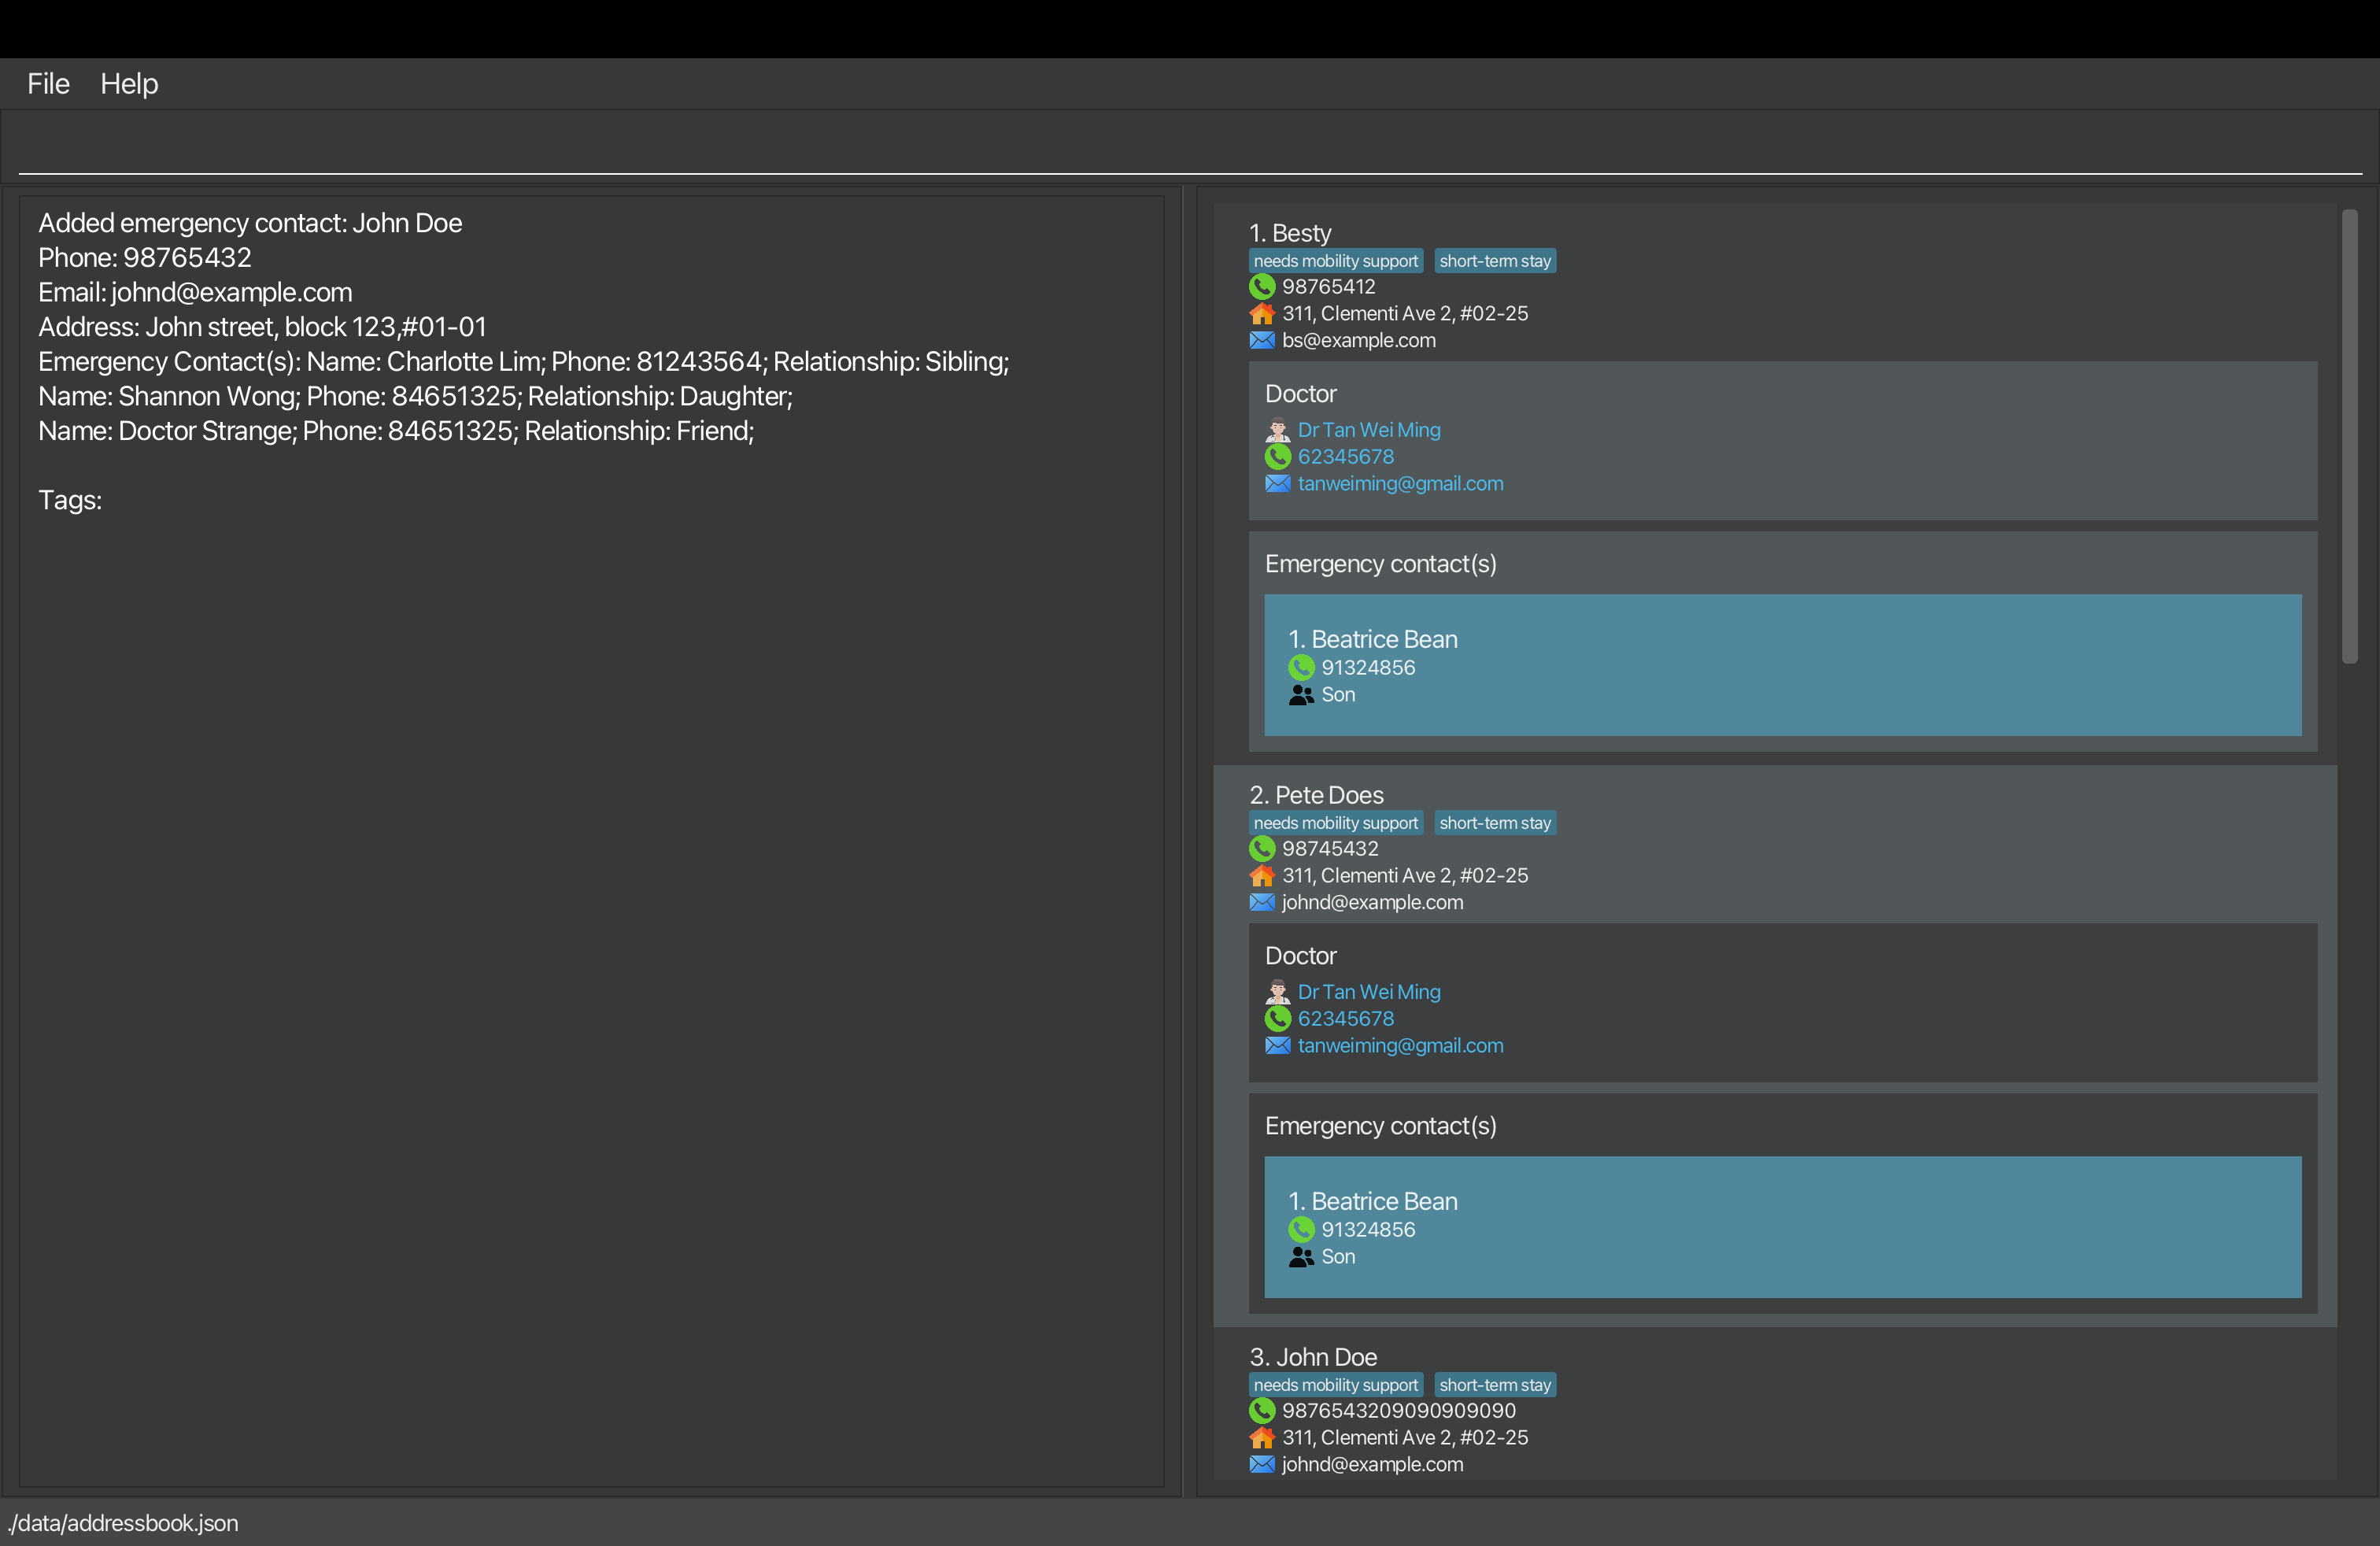 File Help
Added emergency contact: John Doe
Phone: 98765432
Email: johnd@example.com
Address: John street, block 123,#01-01
Emergency Contact(s): Name: Charlotte Lim; Phone: 81243564; Relationship: Sibling;
Name: Shannon Wong; Phone: 84651325; Relationship: Daughter;
Name: Doctor Strange; Phone: 84651325; Relationship: Friend;
Tags:
1. Besty
needs mobility support short-term stay
98765412
311, Clementi Ave 2, #02-25
bs@example.com
Doctor
Dr Tan Wei Ming
62345678
tanweiming@gmail.com
Emergency contact(s)
1. Beatrice Bean
91324856
Son
2. Pete Does
needs mobility support short-term stay
98745432
311, Clementi Ave 2, #02-25
johnd@example.com
Doctor
Dr Tan Wei Ming
62345678
tanweiming@gmail.com
Emergency contact(s)
1. Beatrice Bean
91324856
Son
3. John Doe
needs mobility support short-term stay
9876543209090909090
311, Clementi Ave 2, #02-25
johnd@example.com
./data/addressbook.json